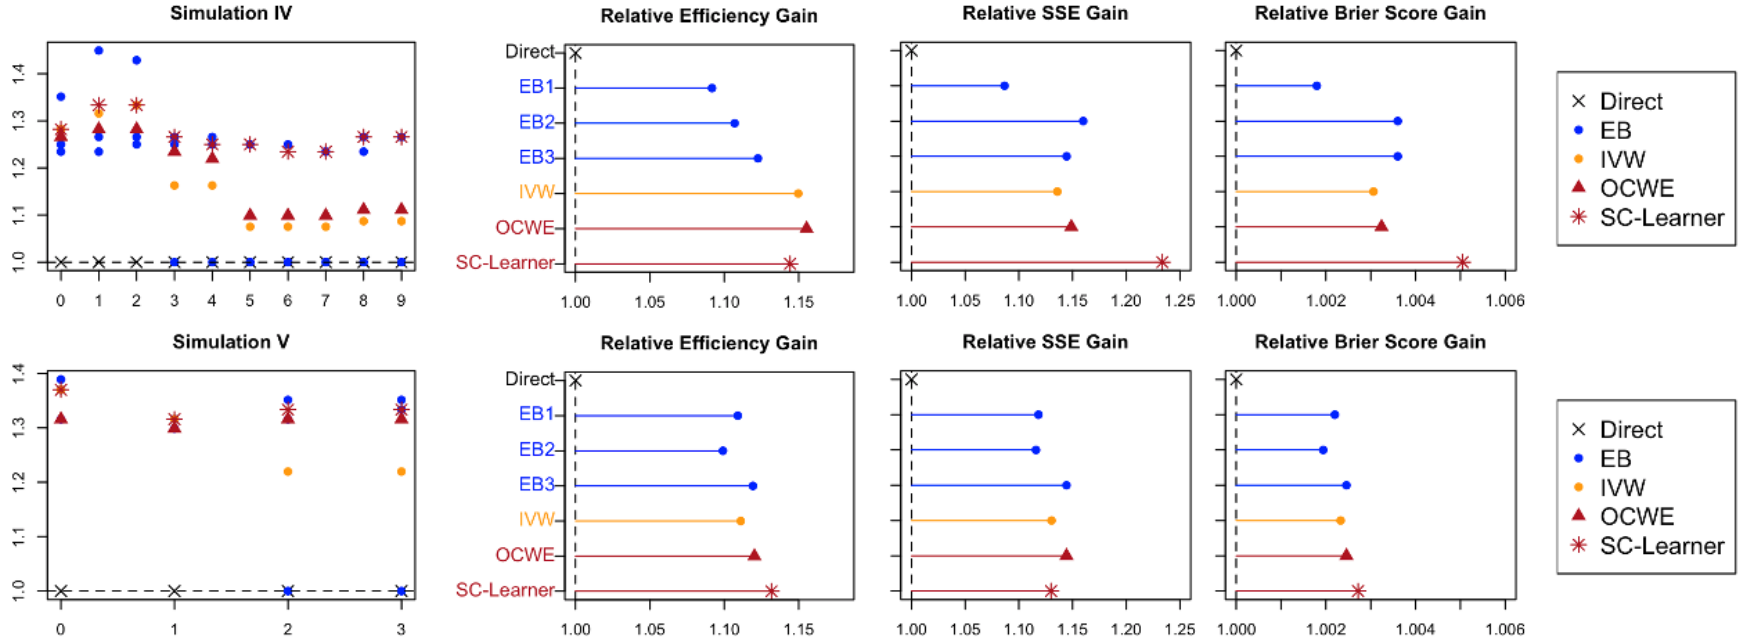 Simulation IV
1.4
1.3
1.2
1.1
1.0
0 1 2 3 4 5 6 7 8 9
Relative Efficiency Gain
Direct
EB1
EB2
EB3
IVW
OCWE
SC-Learner
1.00 1.05 1.10 1.15
Relative SSE Gain
1.00 1.05 1.10 1.15 1.20 1.25
Relative Brier Score Gain
1.000 1.002 1.004 1.006
Direct
EB
IVW
OCWE
SC-Learner
Simulation V
1.4
1.3
1.2
1.1
1.0
0 1 2 3
Relative Efficiency Gain
Direct
EB1
EB2
EB3
IVW
OCWE
SC-Learner
1.00 1.05 1.10 1.15
Relative SSE Gain
1.00 1.05 1.10 1.15 1.20 1.25
Relative Brier Score Gain
1.000 1.002 1.004 1.006
Direct
EB
IVW
OCWE
SC-Learner